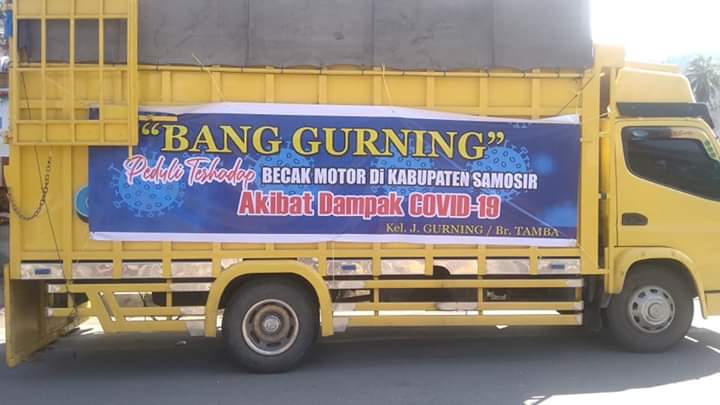 "BANG GURNING"
Peduli Terhadap BECAK MOTOR Di KABUPATEN SAMOSIR
Akibat Dampak COVID-19
Kel. J. GURNING / Br. TAMBA